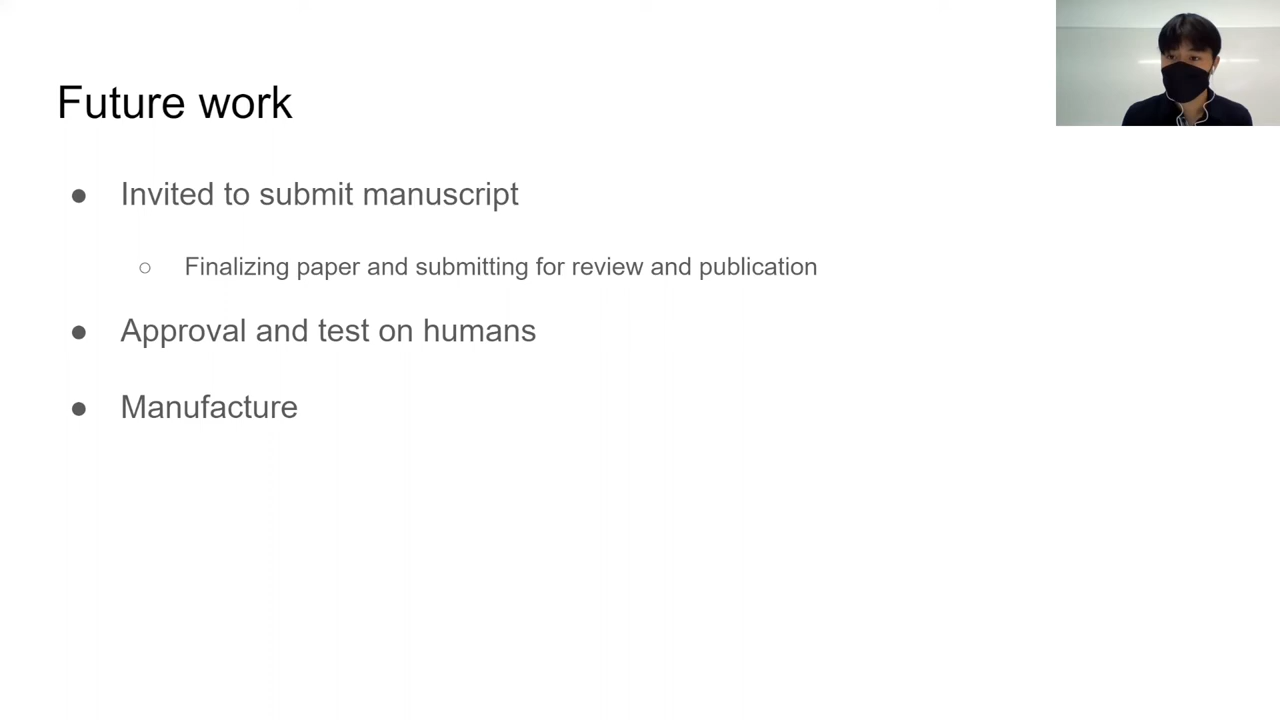 Future work
● Invited to submit manuscript
○ Finalizing paper and submitting for review and publication
● Approval and test on humans
● Manufacture